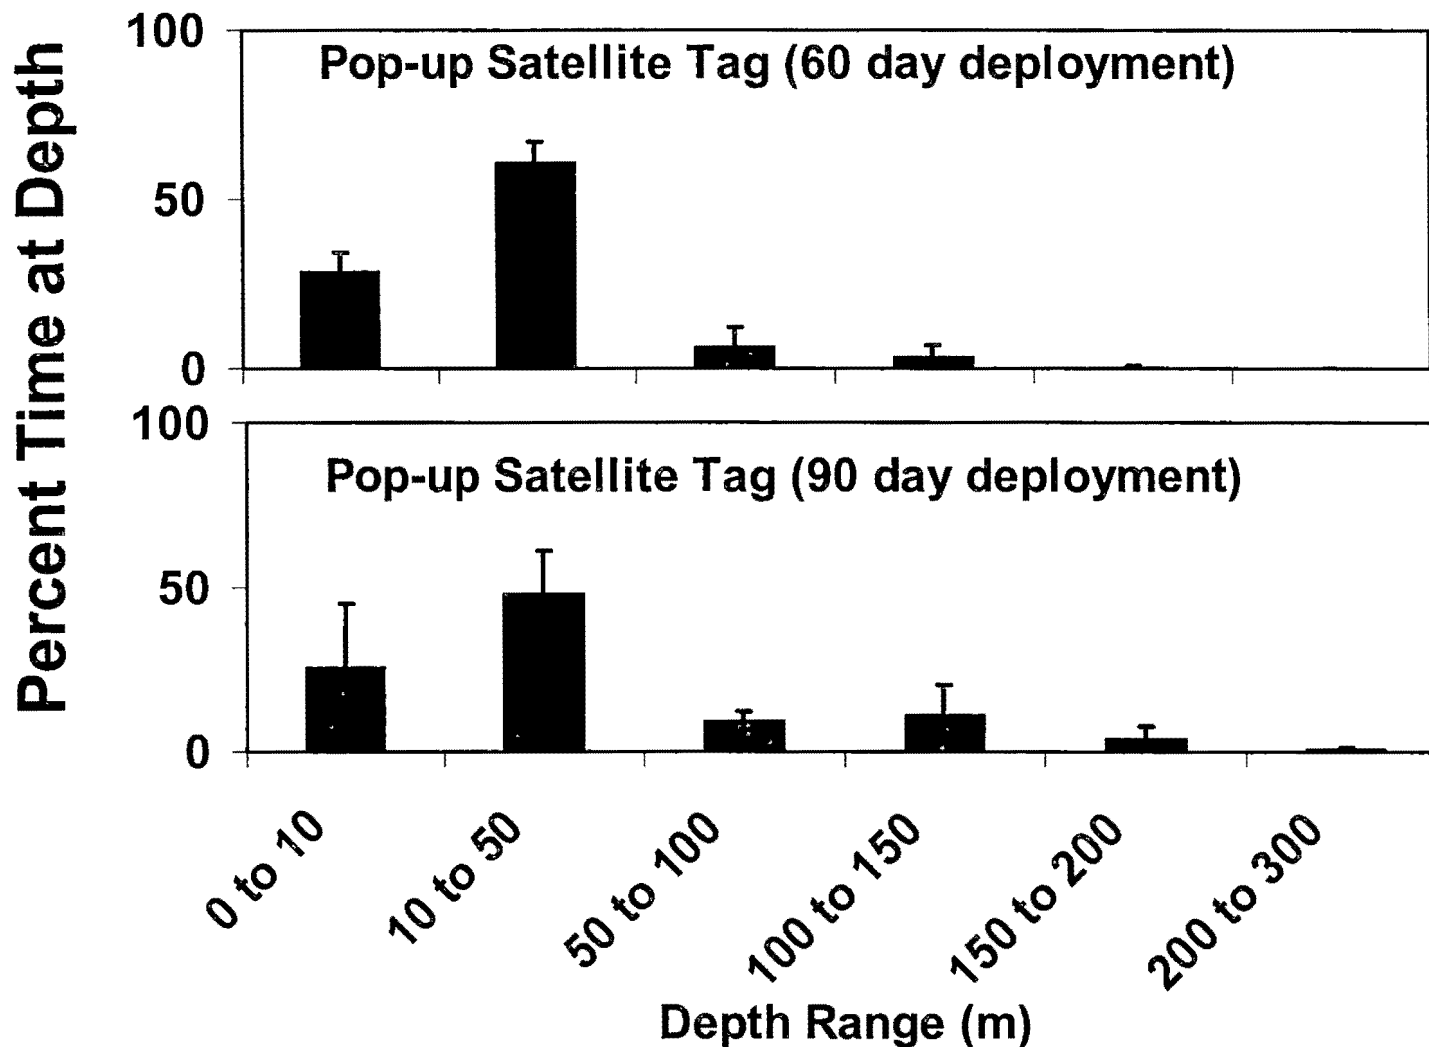 Percent Time at Depth
100
Pop-up Satellite Tag (60 day deployment)
50
0
100
Pop-up Satellite Tag (90 day deployment)
50
0
0 to 10
10 to 50
50 to 100
100 to 150
150 to 200
200 to 300
Depth Range (m)